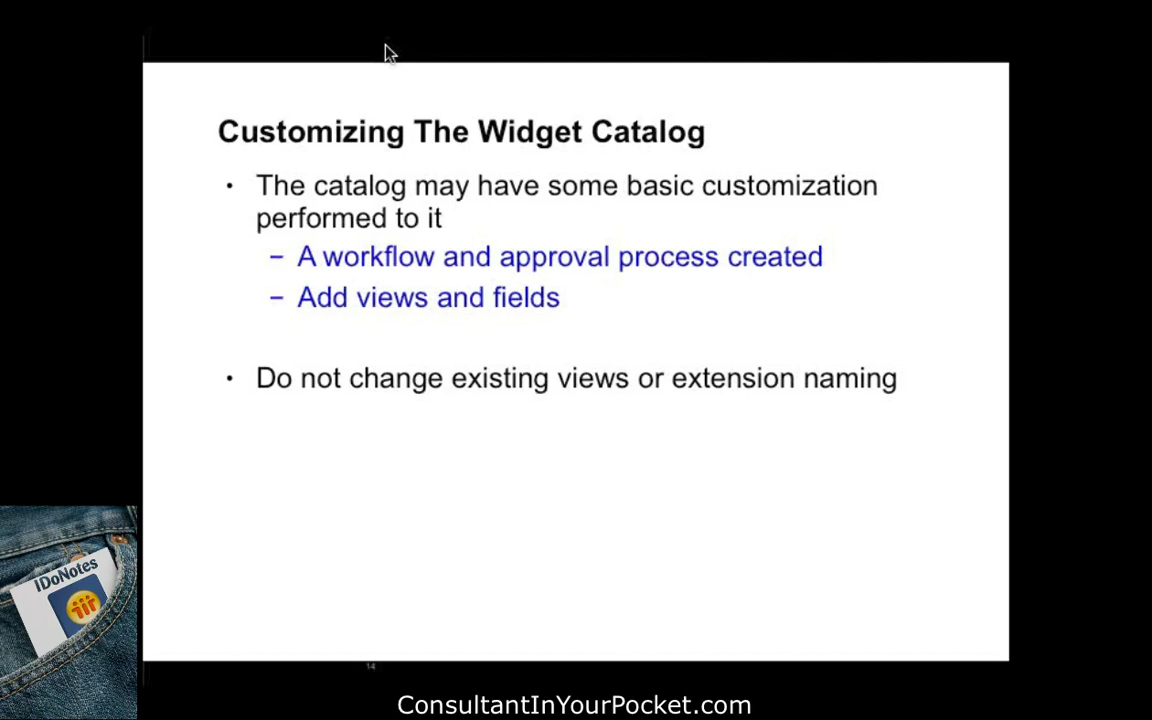 Customizing The Widget Catalog
• The catalog may have some basic customization
performed to it
– A workflow and approval process created
– Add views and fields
• Do not change existing views or extension naming
IDoNotes
14
ConsultantInYourPocket.com